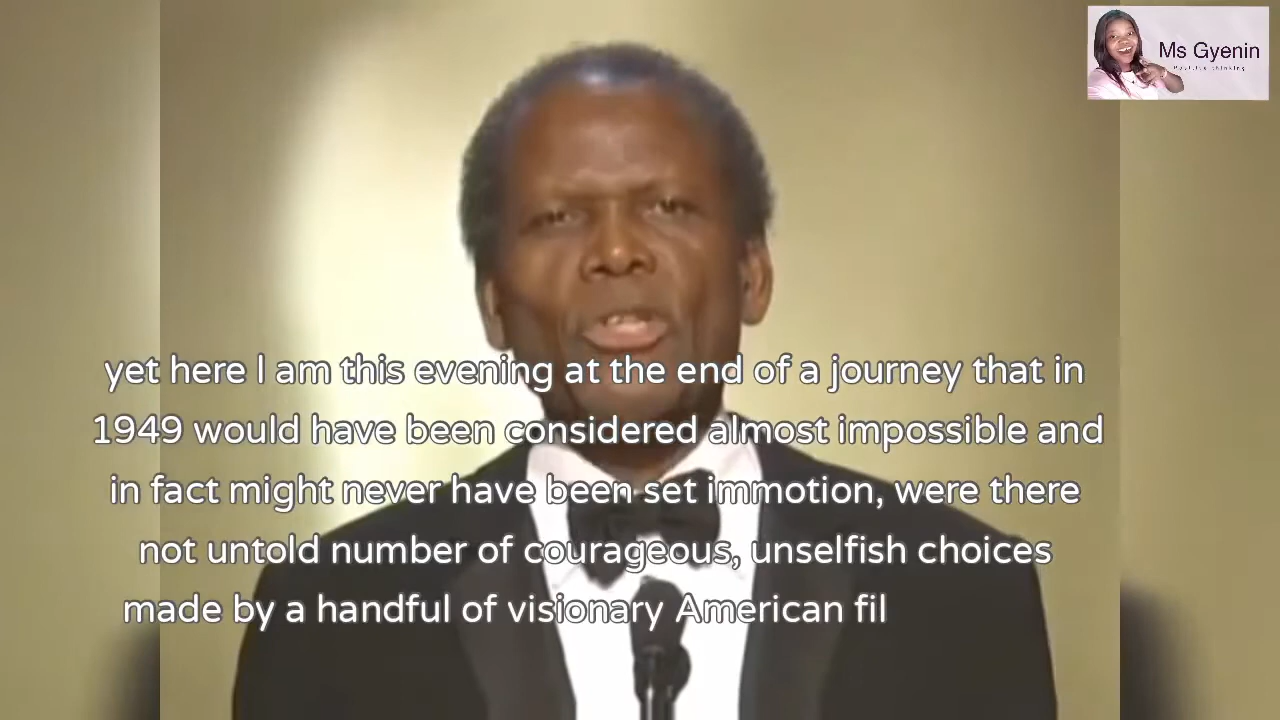 Ms Gyenin
Positive thinking
yet here I am this evening at the end of a journey that in
1949 would have been considered almost impossible and
in fact might never have been set immotion, were there
not untold number of courageous, unselfish choices
made by a handful of visionary American fil